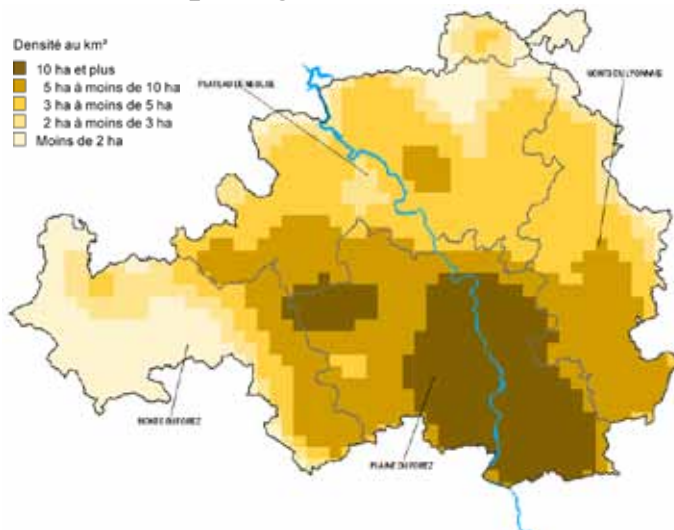 Densité au km²
10 ha et plus
5 ha à moins de 10 ha
3 ha à moins de 5 ha
2 ha à moins de 3 ha
Moins de 2 ha
PLATEAU DE NEULISE
MONTS DU LYONNAIS
MONTS DU FOREZ
PLAINE DU FOREZ